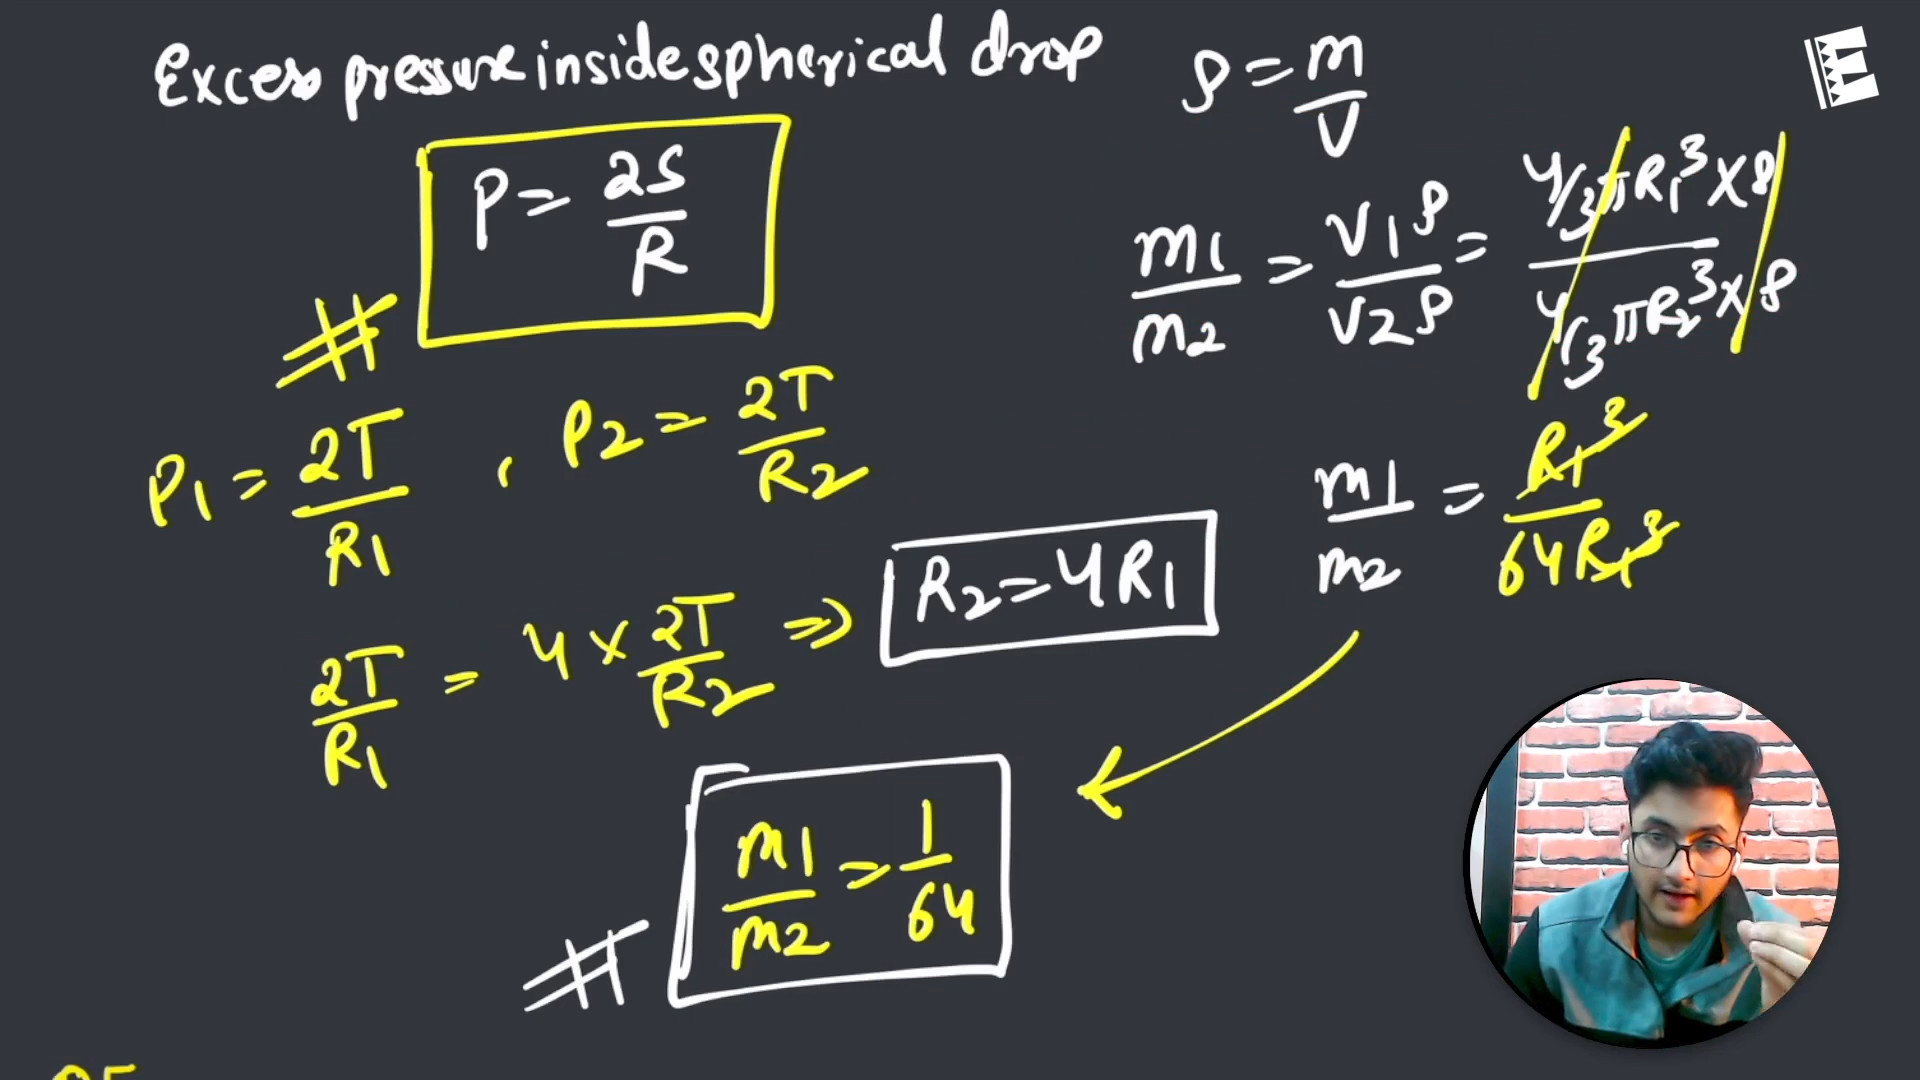 Excess pressure inside spherical drop
P = 2S/R
P1 = 2T/R1 , P2 = 2T/R2
2T/R1 = 4 × 2T/R2 ⇒ R2 = 4R1
ρ = m/V
m1/m2 = V1ρ/V2ρ = 4/3πR1³×ρ / 4/3πR2³×ρ
m1/m2 = R1³/64R1³
m1/m2 = 1/64